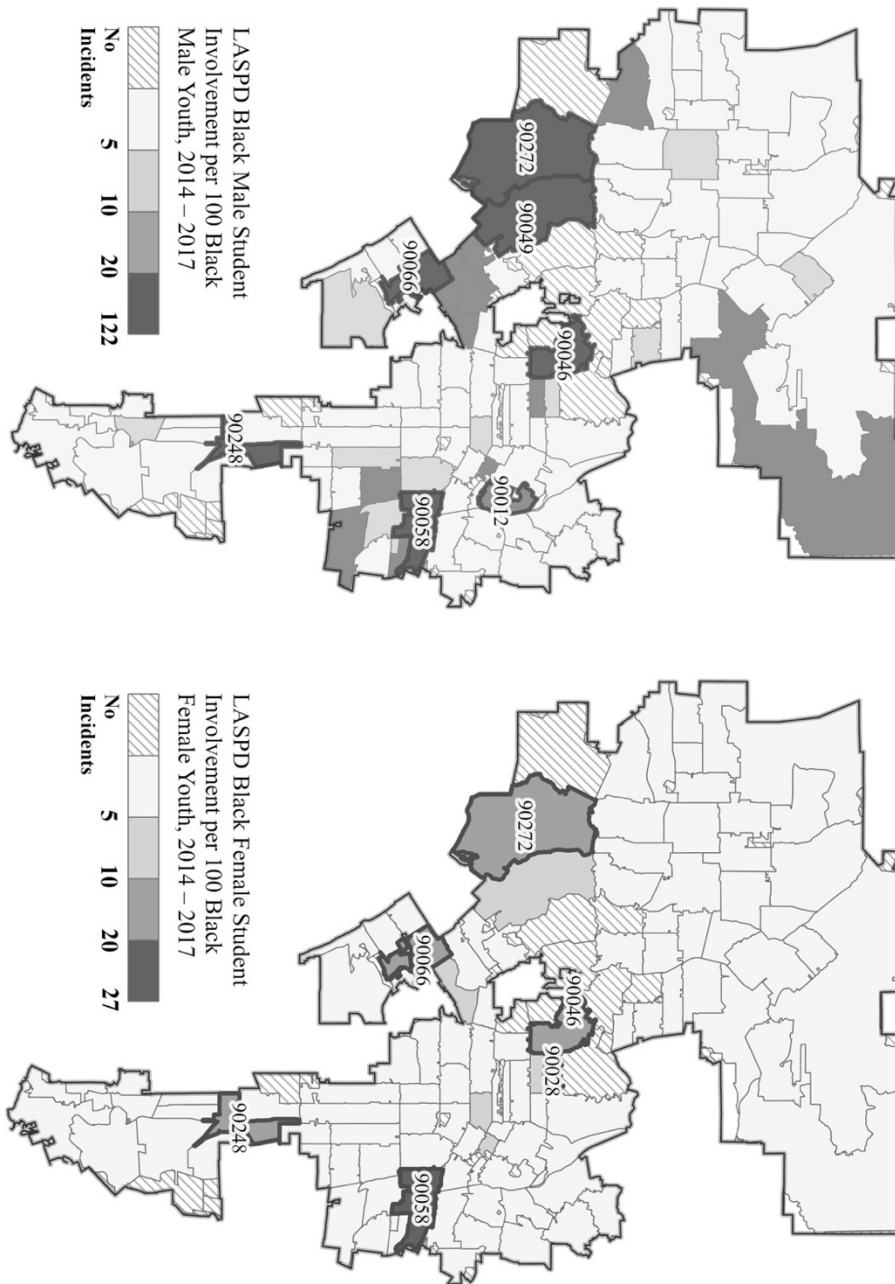 LASPD Black Male Student
Involvement per 100 Black
Male Youth, 2014 – 2017
No
Incidents
5
10
20
122
90272
90049
90066
90046
90248
90012
90058
LASPD Black Female Student
Involvement per 100 Black
Female Youth, 2014 – 2017
No
Incidents
5
10
20
27
90272
90066
90046
90028
90248
90058